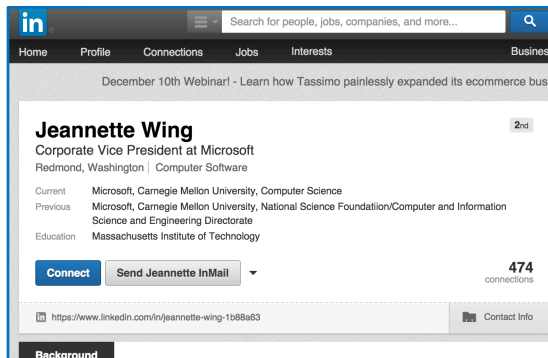 in
Search for people, jobs, companies, and more...
Home Profile Connections Jobs Interests Busines
December 10th Webinar! - Learn how Tassimo painlessly expanded its ecommerce bus
Jeannette Wing 2nd
Corporate Vice President at Microsoft
Redmond, Washington | Computer Software
Current Microsoft, Carnegie Mellon University, Computer Science
Previous Microsoft, Carnegie Mellon University, National Science Foundatiion/Computer and Information
Science and Engineering Directorate
Education Massachusetts Institute of Technology
Connect Send Jeannette InMail 474
connections
in https://www.linkedin.com/in/jeannette-wing-1b88a63 Contact Info
Background